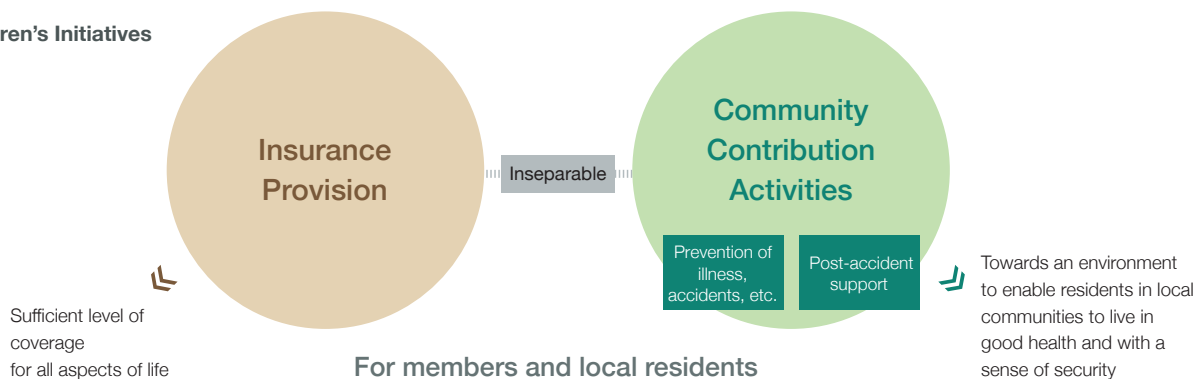 ren's Initiatives
Insurance
Provision
Inseparable
Community
Contribution
Activities
Prevention of
illness,
accidents, etc.
Post-accident
support
Sufficient level of
coverage
for all aspects of life
For members and local residents
Towards an environment
to enable residents in local
communities to live in
good health and with a
sense of security